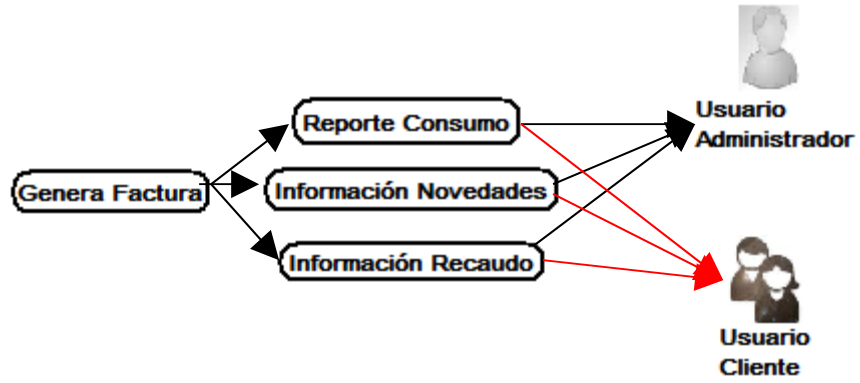 Genera Factura
Reporte Consumo
Información Novedades
Información Recaudo
Usuario
Administrador
Usuario
Cliente